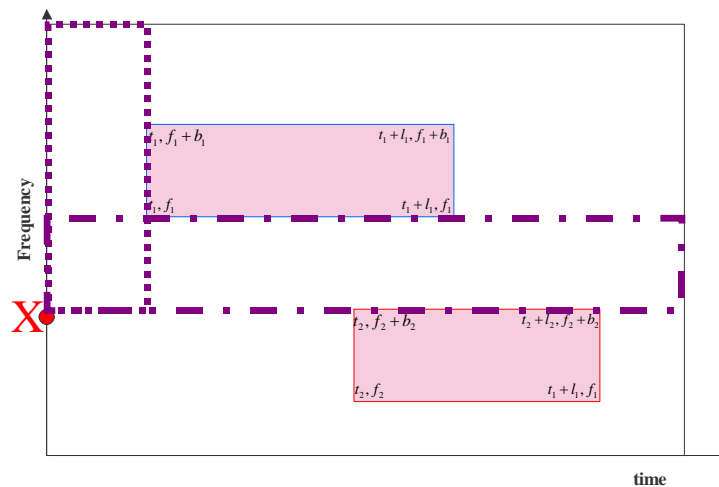 t₁, f₁ + b₁
t₁ + l₁, f₁ + b₁
t₁, f₁
t₁ + l₁, f₁
Frequency
X
t₂, f₂ + b₂
t₂ + l₂, f₂ + b₂
t₂, f₂
t₁ + l₁, f₁
time